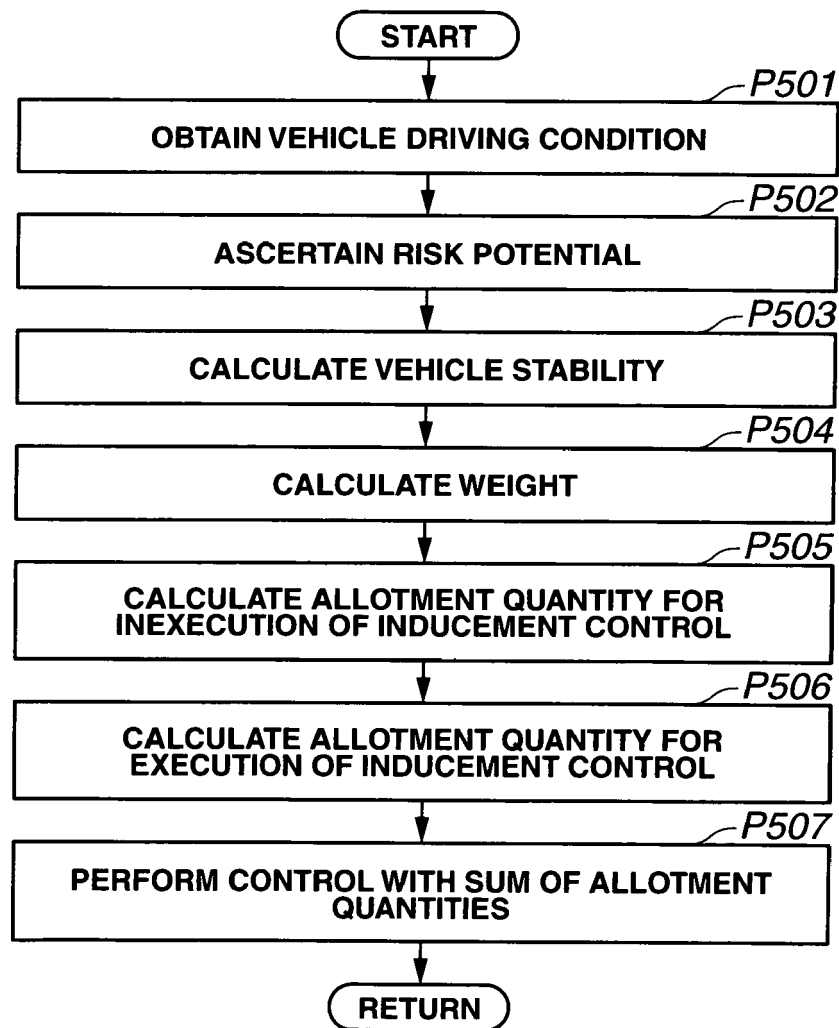 START
P501
OBTAIN VEHICLE DRIVING CONDITION
P502
ASCERTAIN RISK POTENTIAL
P503
CALCULATE VEHICLE STABILITY
P504
CALCULATE WEIGHT
P505
CALCULATE ALLOTMENT QUANTITY FOR
INEXECUTION OF INDUCEMENT CONTROL
P506
CALCULATE ALLOTMENT QUANTITY FOR
EXECUTION OF INDUCEMENT CONTROL
P507
PERFORM CONTROL WITH SUM OF ALLOTMENT
QUANTITIES
RETURN